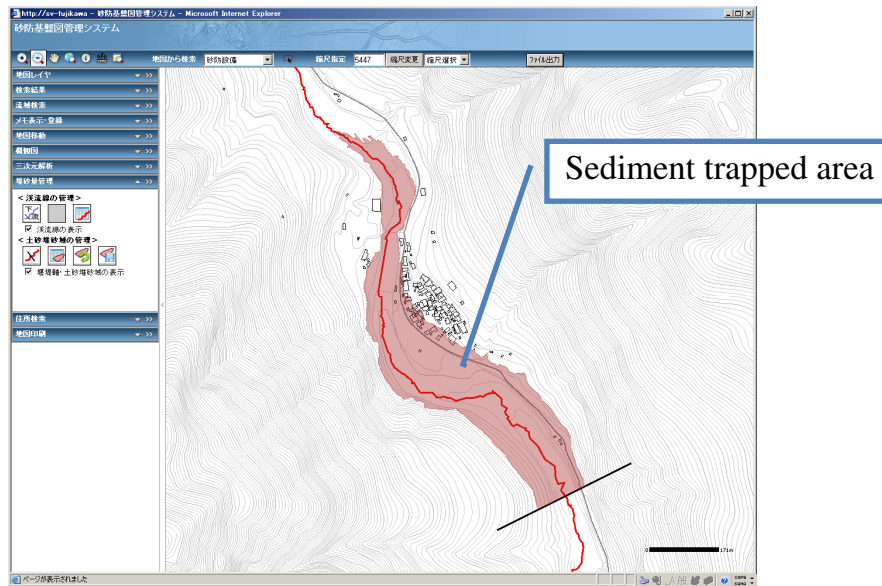 http://sv-fujikawa - 砂防基盤図管理システム - Microsoft Internet Explorer
砂防基盤図管理システム
地図から検索 砂防設備 縮尺指定 5447 縮尺変更 縮尺選択 ファイル出力
地図レイヤ
検索結果
流域検索
メモ表示・登録
地図移動
概観図
三次元解析
堆砂量管理
<渓流線の管理>
下流
渓流線の表示
<土砂堆砂域の管理>
堰堤軸・土砂堆砂域の表示
住所検索
地図印刷
Sediment trapped area
0 171m
ページが表示されました
CAPS
KANA